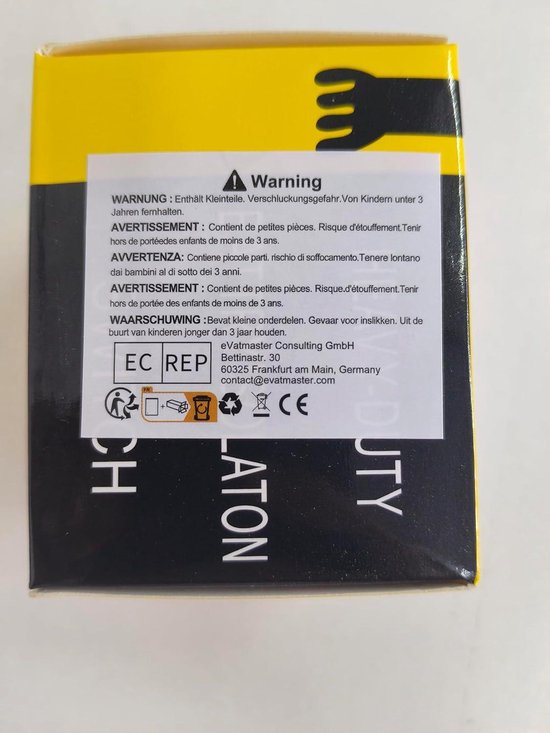 Warning
WARNUNG : Enthält Kleinteile. Verschluckungsgefahr.Von Kindern unter 3
Jahren fernhalten.
AVERTISSEMENT : Contient de petites pièces. Risque d'étouffement.Tenir
hors de portéedes enfants de moins de 3 ans.
AVVERTENZA: Contiene piccole parti. rischio di soffocamento.Tenere lontano
dai bambini al di sotto dei 3 anni.
AVERTISSEMENT : Contient de petites pièces. Risque.d'étouffement.Tenir
hors de portée des enfants de moins de 3 ans.
WAARSCHUWING :Bevat kleine onderdelen. Gevaar voor inslikken. Uit de
buurt van kinderen jonger dan 3 jaar houden.
EC REP
eVatmaster Consulting GmbH
Bettinastr. 30
60325 Frankfurt am Main, Germany
contact@evatmaster.com
CE
HEAVY-DUTY
LATON
CH